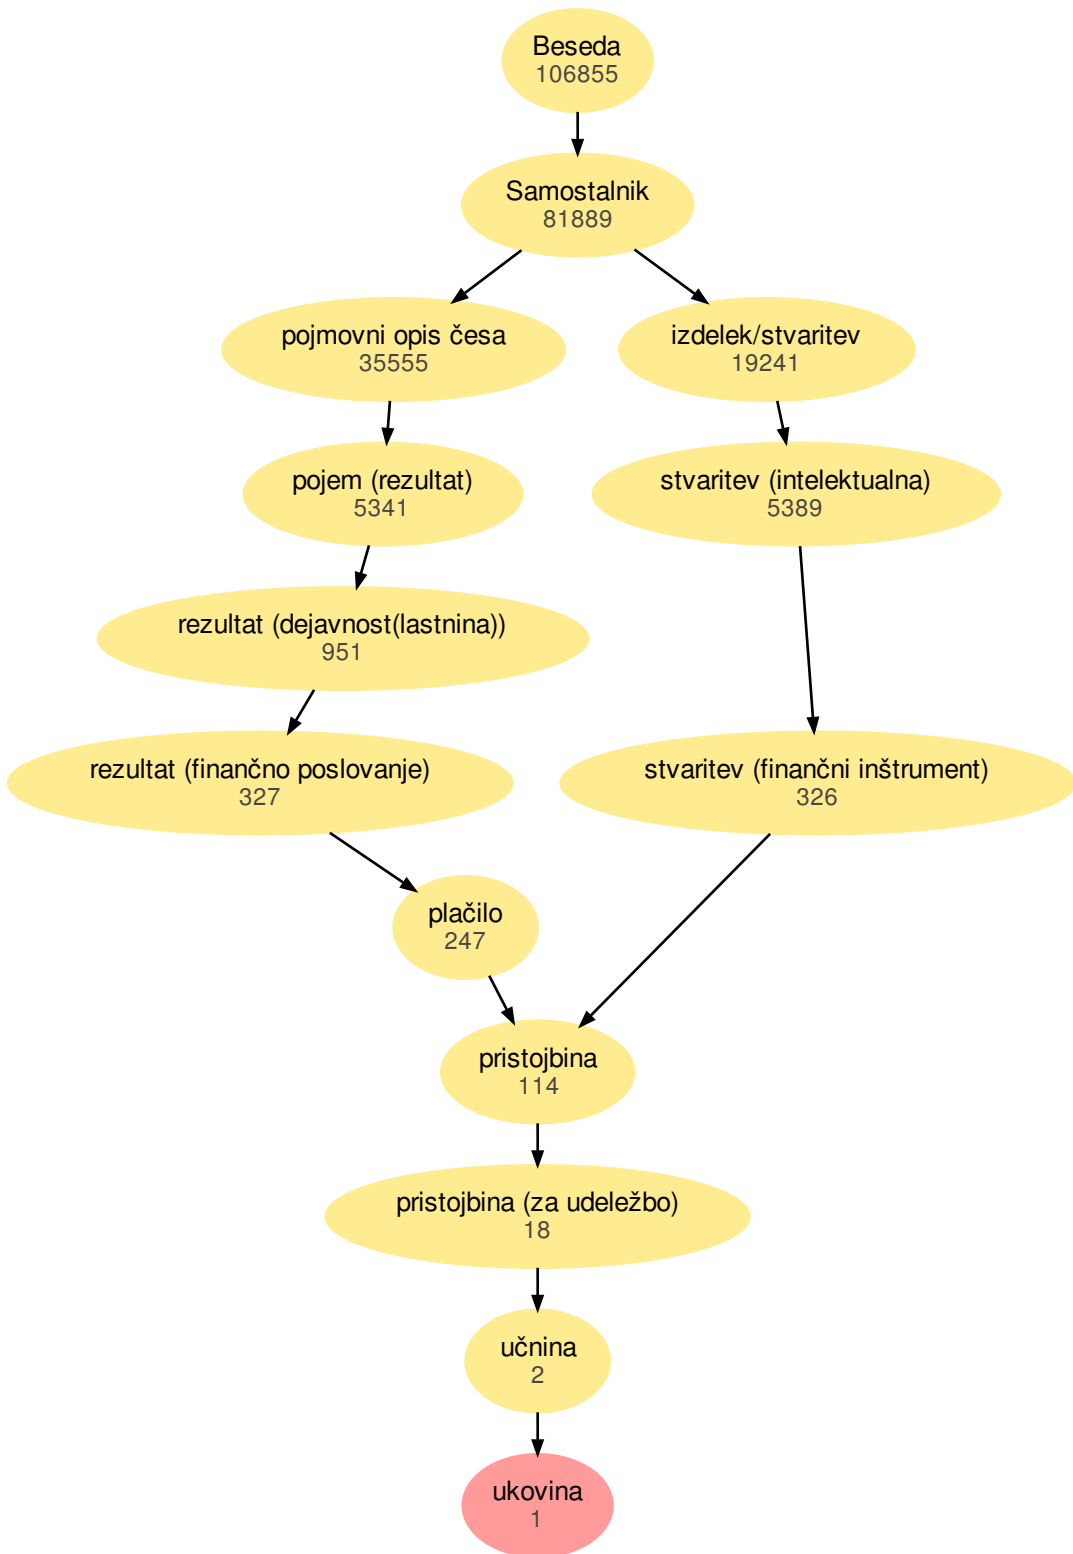 Beseda
106855
Samostalnik
81889
pojmovni opis česa
35555
izdelek/stvaritev
19241
pojem (rezultat)
5341
stvaritev (intelektualna)
5389
rezultat (dejavnost(lastnina))
951
rezultat (finančno poslovanje)
327
stvaritev (finančni inštrument)
326
plačilo
247
pristojbina
114
pristojbina (za udeležbo)
18
učnina
2
ukovina
1